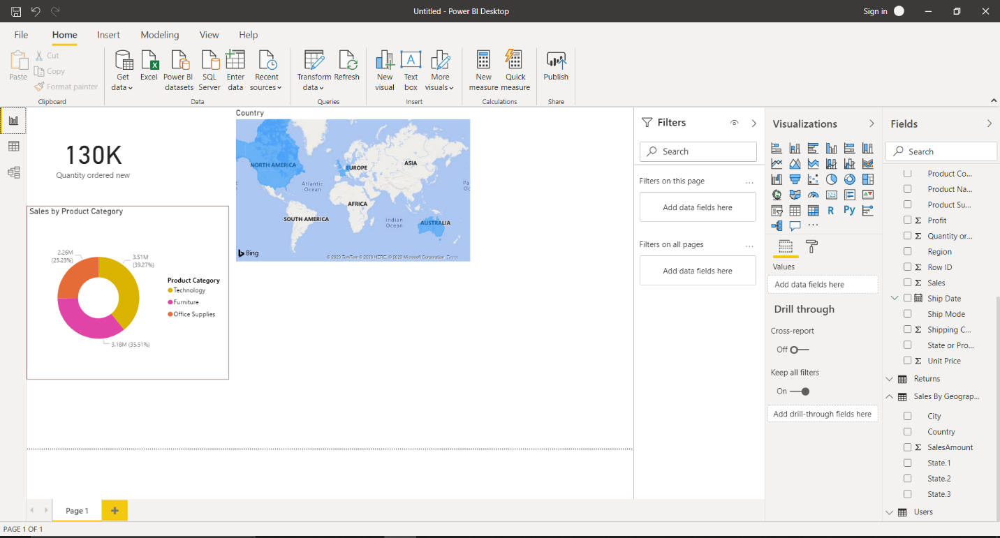 Untitled - Power BI Desktop
Sign in
File Home Insert Modeling View Help
Paste
Cut
Copy
Format painter
Clipboard
Get data
Excel
Power BI datasets
SQL Server
Enter data
Recent sources
Data
Transform data
Refresh
Queries
New visual
Text box
More visuals
Insert
New measure
Quick measure
Calculations
Publish
Share
130K
Quantity ordered new
Country
NORTH AMERICA
EUROPE
ASIA
Atlantic
Ocean
Pa
Oc
AFRICA
SOUTH AMERICA
Indian
Ocean
AUSTRALIA
Bing
© 2020 TomTom © 2020 HERE, © 2020 Microsoft Corporation Terms
Sales by Product Category
2.26M
(25.23%)
3.51M
(39.27%)
3.18M (35.51%)
Product Category
Technology
Furniture
Office Supplies
Filters
Search
Filters on this page
...
Add data fields here
Filters on all pages
...
Add data fields here
Visualizations
R
Py
...
Values
Add data fields here
Drill through
Cross-report
Off
Keep all filters
On
Add drill-through fields here
Fields
Search
Product Co...
Product Na...
Product Su...
Σ Profit
Σ Quantity or...
Region
Σ Row ID
Σ Sales
Ship Date
Ship Mode
Σ Shipping C...
State or Pro...
Σ Unit Price
Returns
Sales By Geograp...
City
Country
Σ SalesAmount
State.1
State.2
State.3
Users
Page 1
+
PAGE 1 OF 1